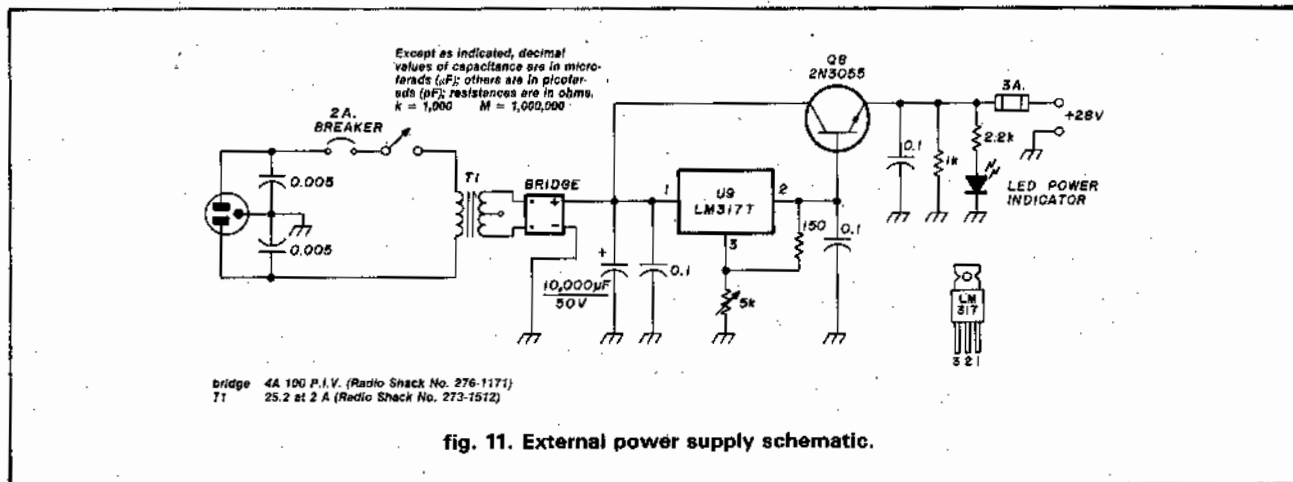 Except as indicated, decimal
values of capacitance are in micro-
farads (µF); others are in picofar-
ads (pF); resistances are in ohms.
k = 1,000 M = 1,000,000
2A.
BREAKER
0.005
0.005
T1
BRIDGE
+
-
+
10,000µF
50V
0.1
1
U9
LM317T
2
3
150
5k
Q8
2N3055
0.1
0.1
1k
2.2k
3A.
+28V
LED POWER
INDICATOR
LM
317
3 2 1
bridge 4A 100 P.I.V. (Radio Shack No. 276-1171)
T1 25.2 at 2 A (Radio Shack No. 273-1512)
fig. 11. External power supply schematic.